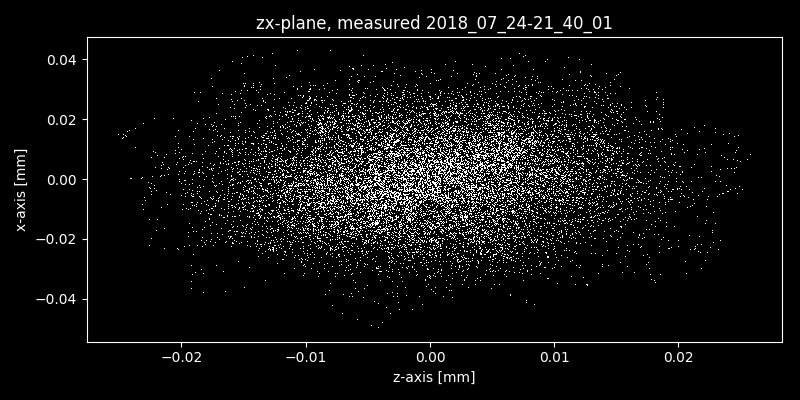 zx-plane, measured 2018_07_24-21_40_01
0.04
0.02
0.00
−0.02
−0.04
x-axis [mm]
−0.02 −0.01 0.00 0.01 0.02
z-axis [mm]